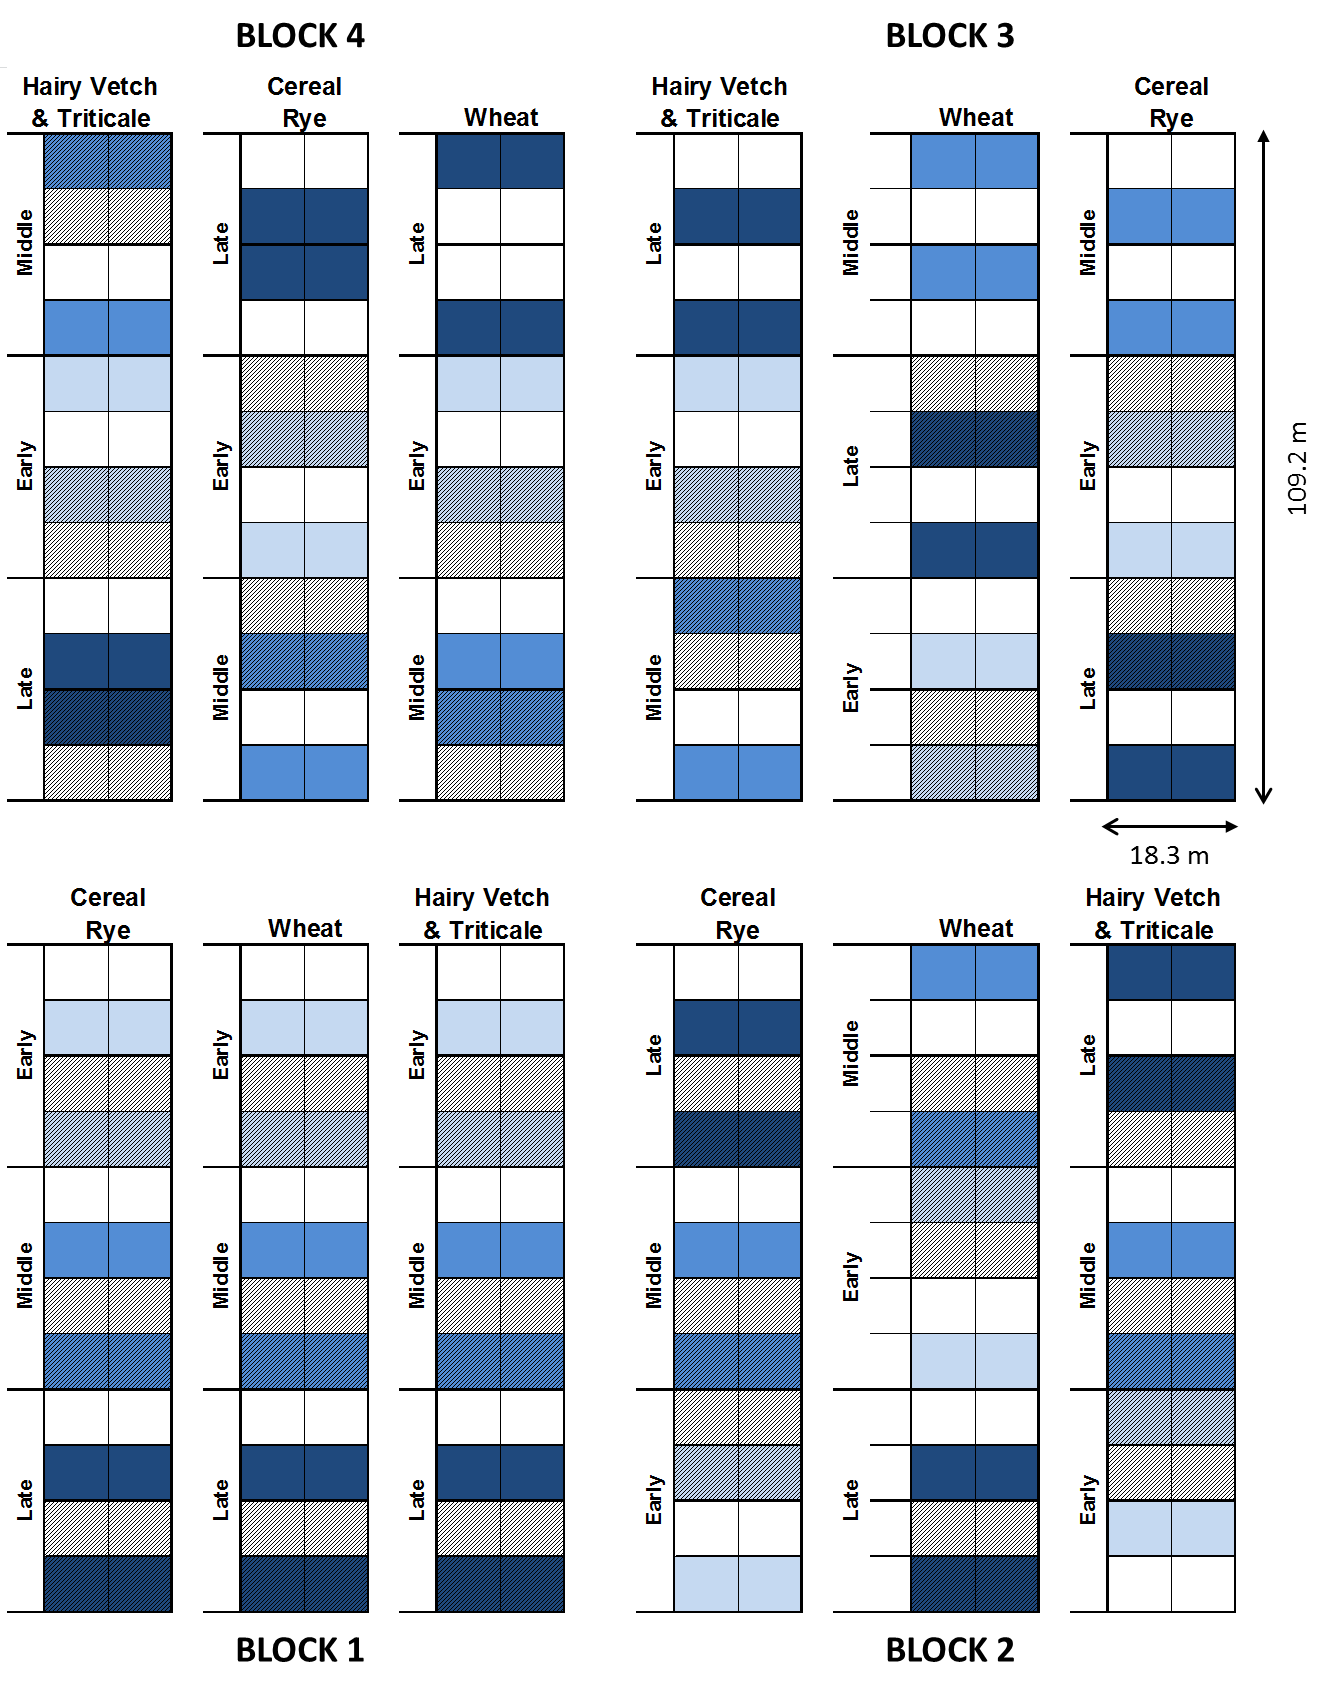 BLOCK 4
BLOCK 3
Hairy Vetch
& Triticale
Cereal
Rye
Wheat
Hairy Vetch
& Triticale
Wheat
Cereal
Rye
Middle
Early
Late
Late
Early
Middle
Late
Early
Middle
Late
Early
Middle
Middle
Late
Early
Middle
Early
Late
109.2 m
18.3 m
Cereal
Rye
Wheat
Hairy Vetch
& Triticale
Cereal
Rye
Wheat
Hairy Vetch
& Triticale
Early
Middle
Late
Early
Middle
Late
Early
Middle
Late
Late
Middle
Early
Middle
Early
Late
Late
Middle
Early
BLOCK 1
BLOCK 2